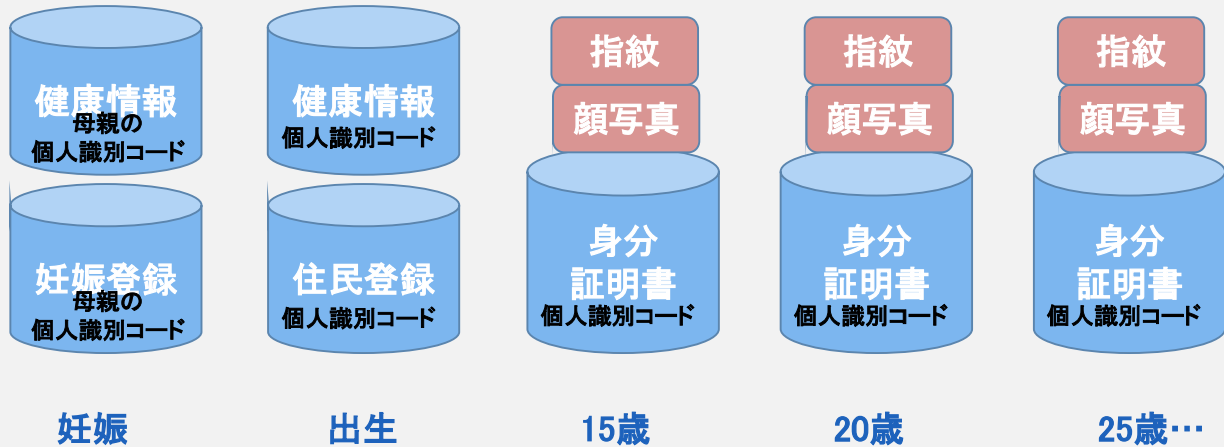 健康情報
母親の
個人識別コード
妊娠登録
母親の
個人識別コード
妊娠
健康情報
個人識別コード
住民登録
個人識別コード
出生
指紋
顔写真
身分
証明書
個人識別コード
15歳
指紋
顔写真
身分
証明書
個人識別コード
20歳
指紋
顔写真
身分
証明書
個人識別コード
25歳…